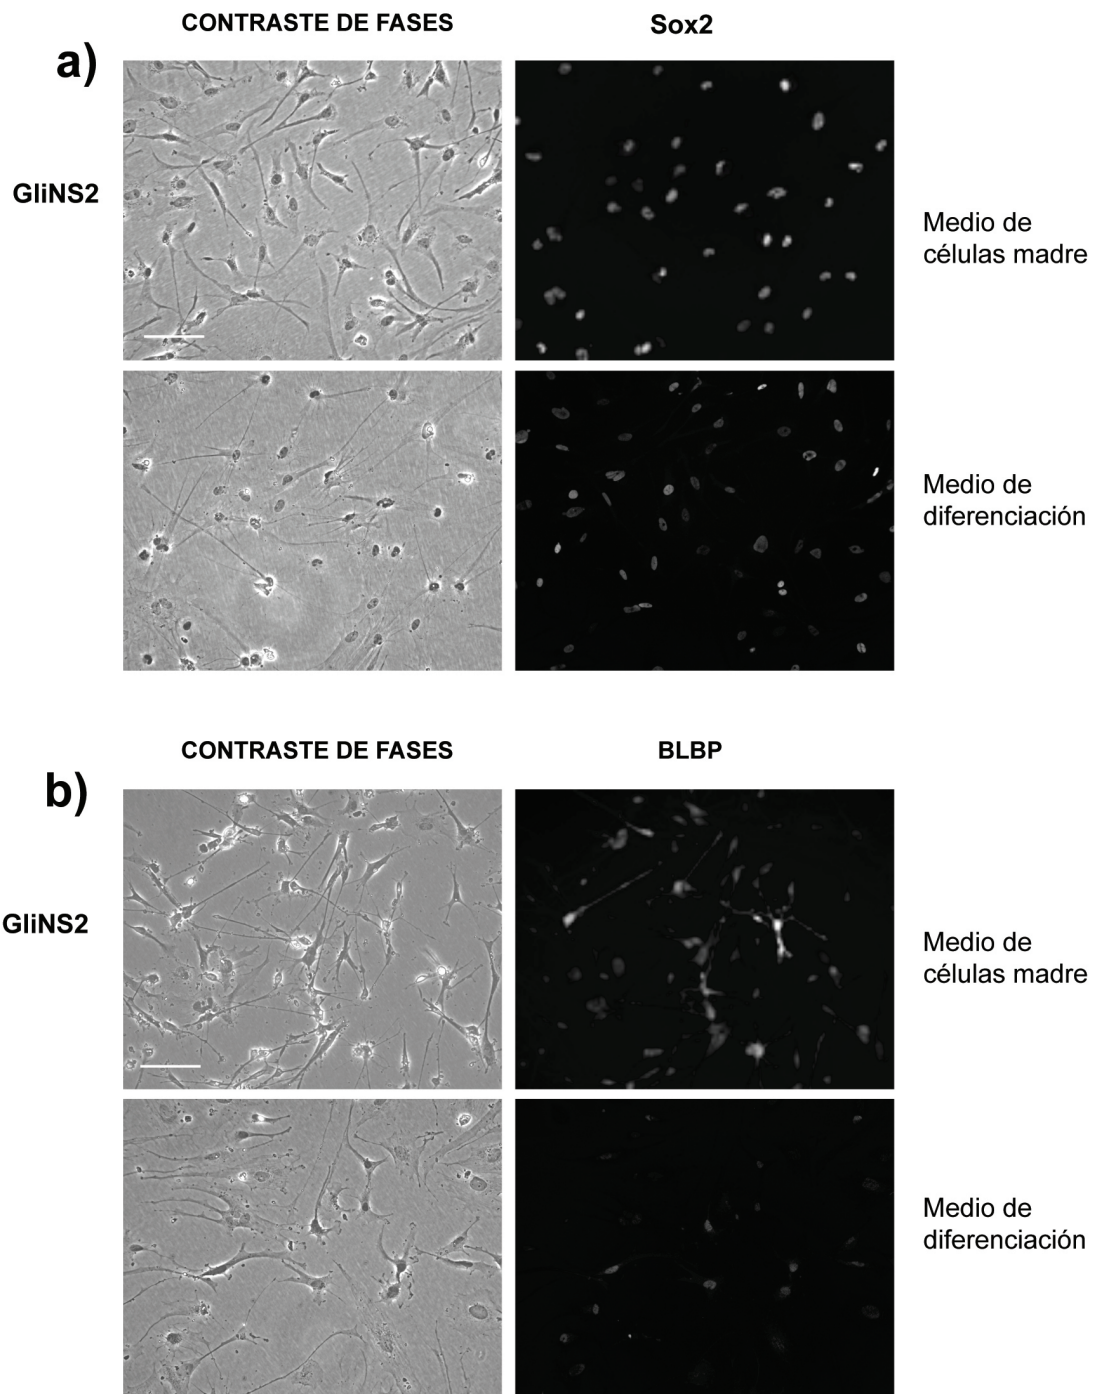 CONTRASTE DE FASES
Sox2
a)
GliNS2
Medio de
células madre
Medio de
diferenciación
CONTRASTE DE FASES
BLBP
b)
GliNS2
Medio de
células madre
Medio de
diferenciación